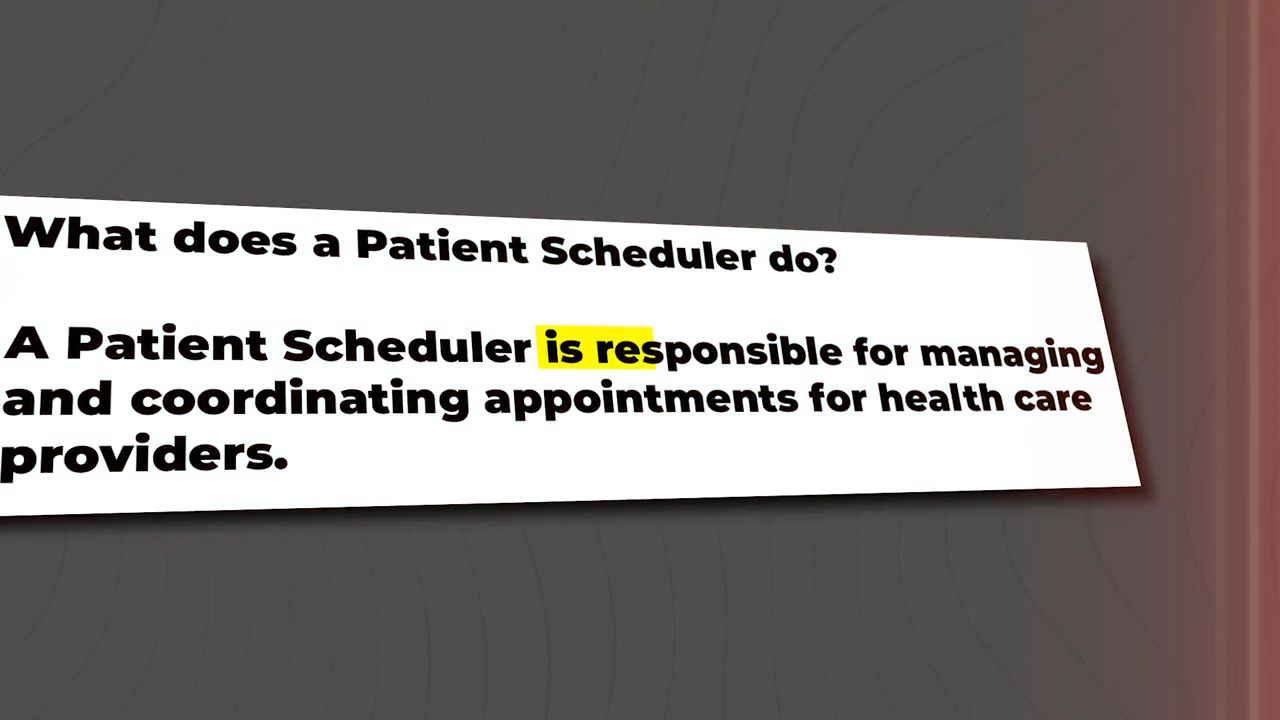 What does a Patient Scheduler do?
A Patient Scheduler is responsible for managing
and coordinating appointments for health care
providers.